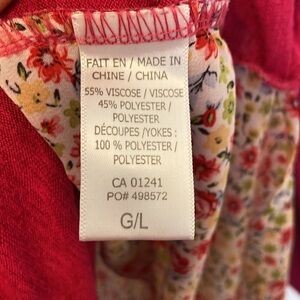 FAIT EN / MADE IN
CHINE / CHINA
55% VISCOSE / VISCOSE
45% POLYESTER /
POLYESTER
DÉCOUPES /YOKES :
100 % POLYESTER /
POLYESTER
CA 01241
PO# 498572
G/L